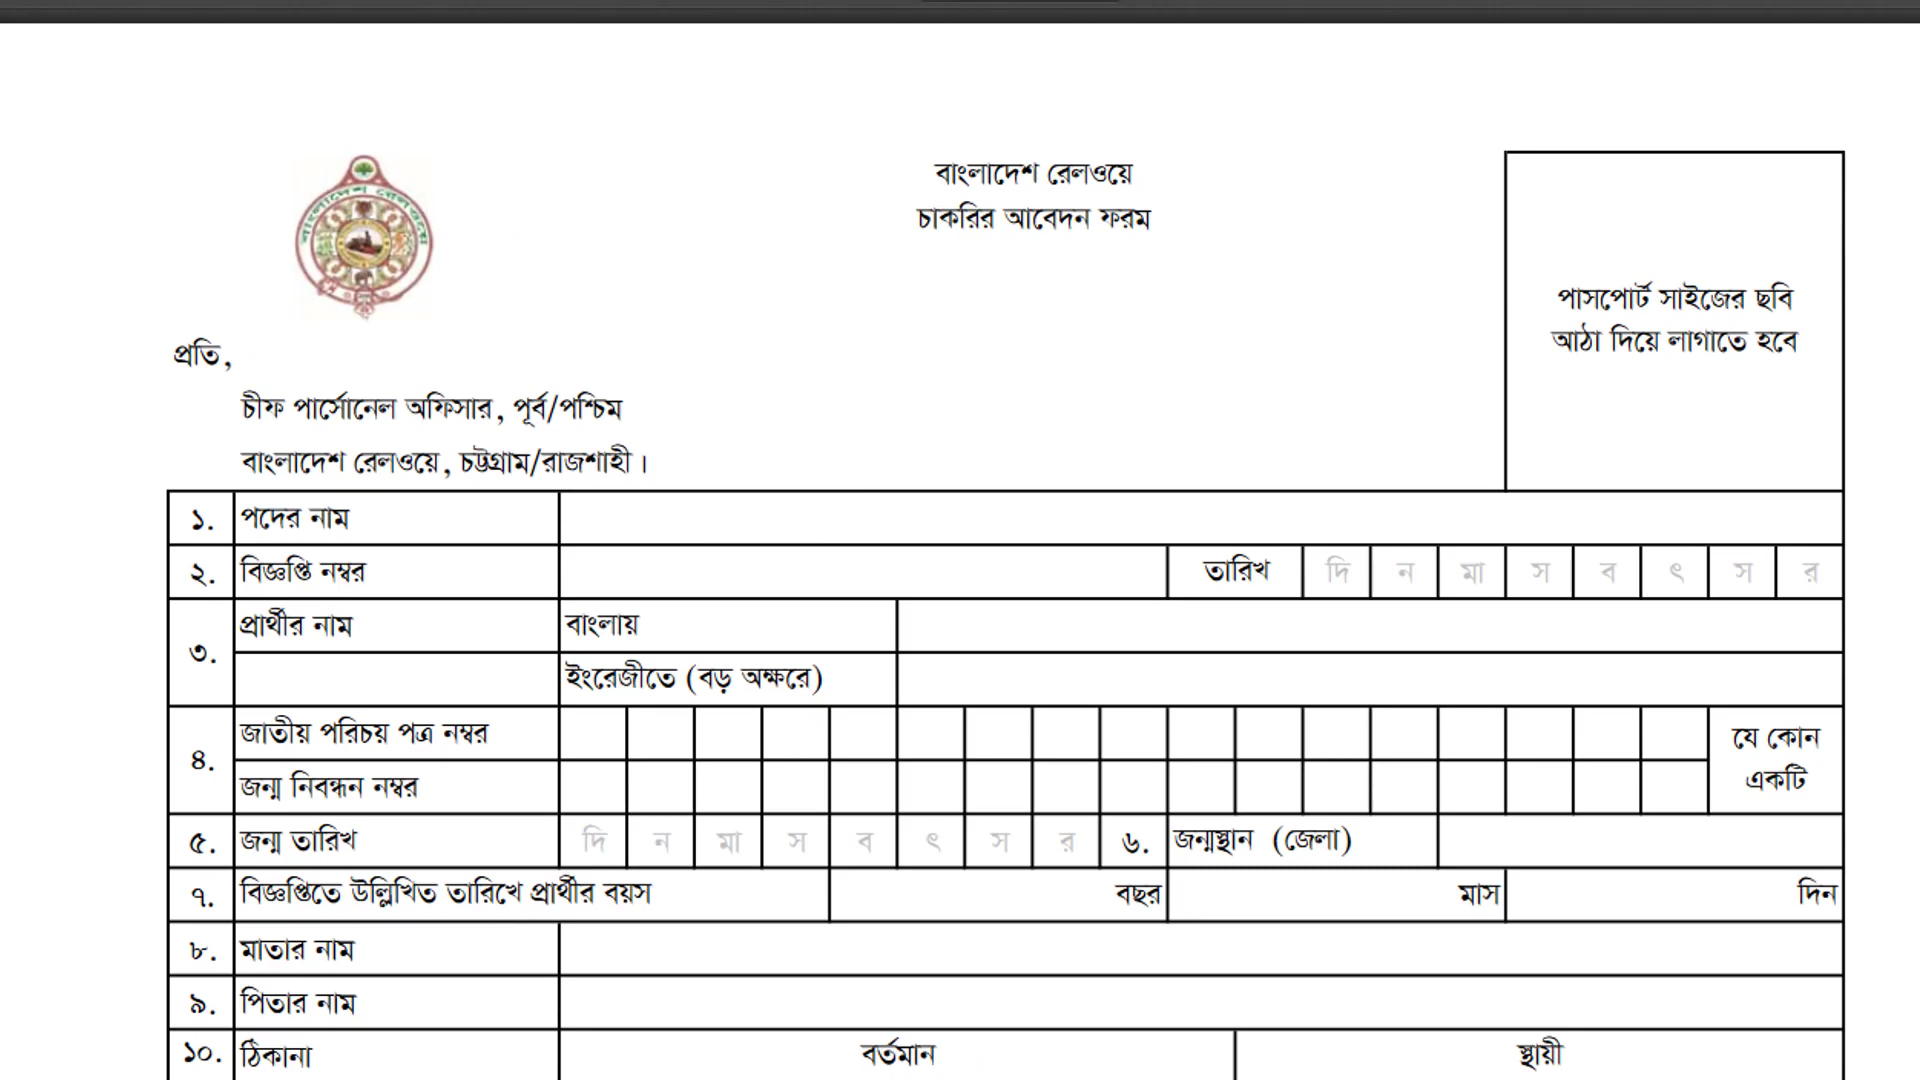 বাংলাদেশ রেলওয়ে
বাংলাদেশ রেলওয়ে
চাকরির আবেদন ফরম
পাসপোর্ট সাইজের ছবি
আঠা দিয়ে লাগাতে হবে
প্রতি,
চীফ পার্সোনেল অফিসার, পূর্ব/পশ্চিম
বাংলাদেশ রেলওয়ে, চট্টগ্রাম/রাজশাহী।
১. পদের নাম
২. বিজ্ঞপ্তি নম্বর তারিখ দি ন মা স ব ৎ স র
৩. প্রার্থীর নাম বাংলায়
ইংরেজীতে (বড় অক্ষরে)
৪. জাতীয় পরিচয় পত্র নম্বর যে কোন
জন্ম নিবন্ধন নম্বর একটি
৫. জন্ম তারিখ দি ন মা স ব ৎ স র ৬. জন্মস্থান (জেলা)
৭. বিজ্ঞপ্তিতে উল্লিখিত তারিখে প্রার্থীর বয়স বছর মাস দিন
৮. মাতার নাম
৯. পিতার নাম
১০. ঠিকানা বর্তমান স্থায়ী